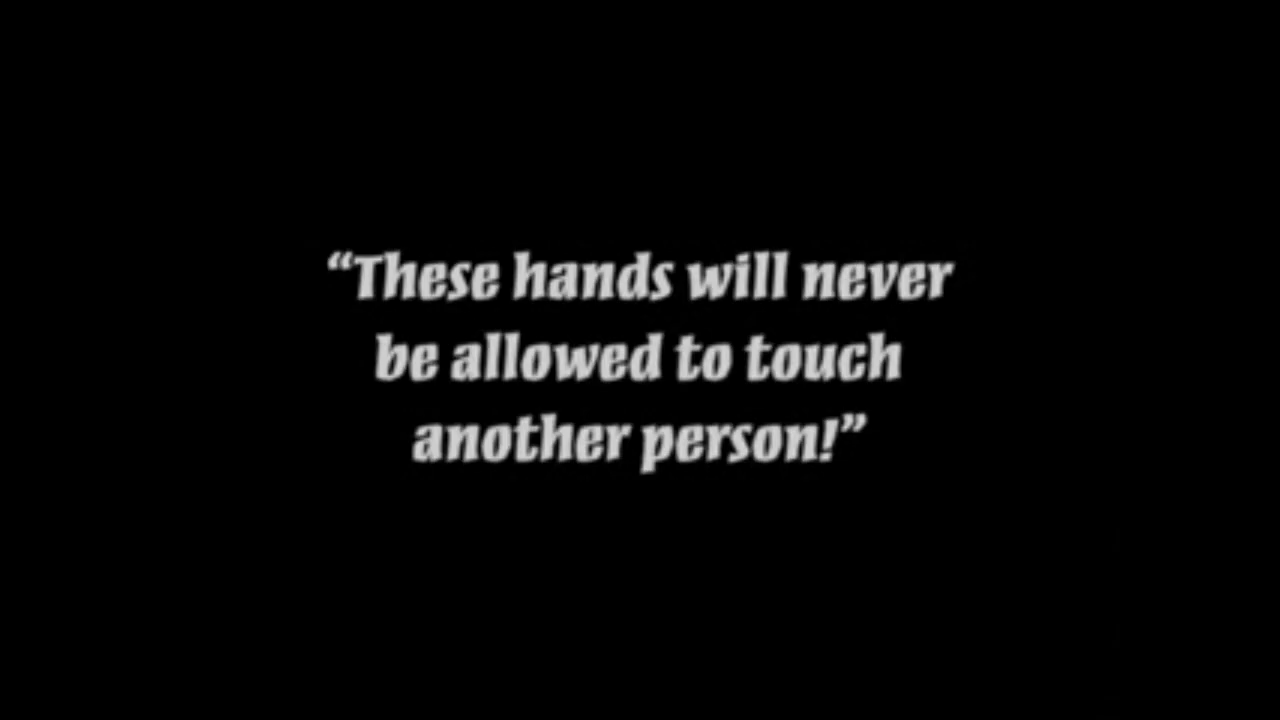 “These hands will never
be allowed to touch
another person!”